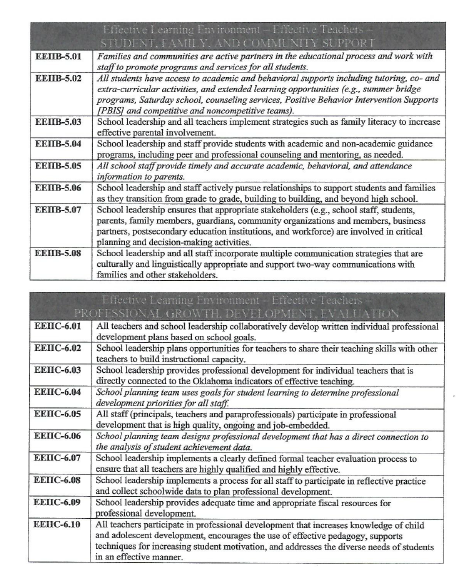 Effective Learning Environment – Effective Teachers –
STUDENT, FAMILY, AND COMMUNITY SUPPORT
EEIIB-5.01 Families and communities are active partners in the educational process and work with
staff to promote programs and services for all students.
EEIIB-5.02 All students have access to academic and behavioral supports including tutoring, co- and
extra-curricular activities, and extended learning opportunities (e.g., summer bridge
programs, Saturday school, counseling services, Positive Behavior Intervention Supports
[PBIS] and competitive and noncompetitive teams).
EEIIB-5.03 School leadership and all teachers implement strategies such as family literacy to increase
effective parental involvement.
EEIIB-5.04 School leadership and staff provide students with academic and non-academic guidance
programs, including peer and professional counseling and mentoring, as needed.
EEIIB-5.05 All school staff provide timely and accurate academic, behavioral, and attendance
information to parents.
EEIIB-5.06 School leadership and staff actively pursue relationships to support students and families
as they transition from grade to grade, building to building, and beyond high school.
EEIIB-5.07 School leadership ensures that appropriate stakeholders (e.g., school staff, students,
parents, family members, guardians, community organizations and members, business
partners, postsecondary education institutions, and workforce) are involved in critical
planning and decision-making activities.
EEIIB-5.08 School leadership and all staff incorporate multiple communication strategies that are
culturally and linguistically appropriate and support two-way communications with
families and other stakeholders.
Effective Learning Environment – Effective Teachers –
PROFESSIONAL GROWTH, DEVELOPMENT, EVALUATION
EEIIC-6.01 All teachers and school leadership collaboratively develop written individual professional
development plans based on school goals.
EEIIC-6.02 School leadership plans opportunities for teachers to share their teaching skills with other
teachers to build instructional capacity.
EEIIC-6.03 School leadership provides professional development for individual teachers that is
directly connected to the Oklahoma indicators of effective teaching.
EEIIC-6.04 School planning team uses goals for student learning to determine professional
development priorities for all staff.
EEIIC-6.05 All staff (principals, teachers and paraprofessionals) participate in professional
development that is high quality, ongoing and job-embedded.
EEIIC-6.06 School planning team designs professional development that has a direct connection to
the analysis of student achievement data.
EEIIC-6.07 School leadership implements a clearly defined formal teacher evaluation process to
ensure that all teachers are highly qualified and highly effective.
EEIIC-6.08 School leadership implements a process for all staff to participate in reflective practice
and collect schoolwide data to plan professional development.
EEIIC-6.09 School leadership provides adequate time and appropriate fiscal resources for
professional development.
EEIIC-6.10 All teachers participate in professional development that increases knowledge of child
and adolescent development, encourages the use of effective pedagogy, supports
techniques for increasing student motivation, and addresses the diverse needs of students
in an effective manner.